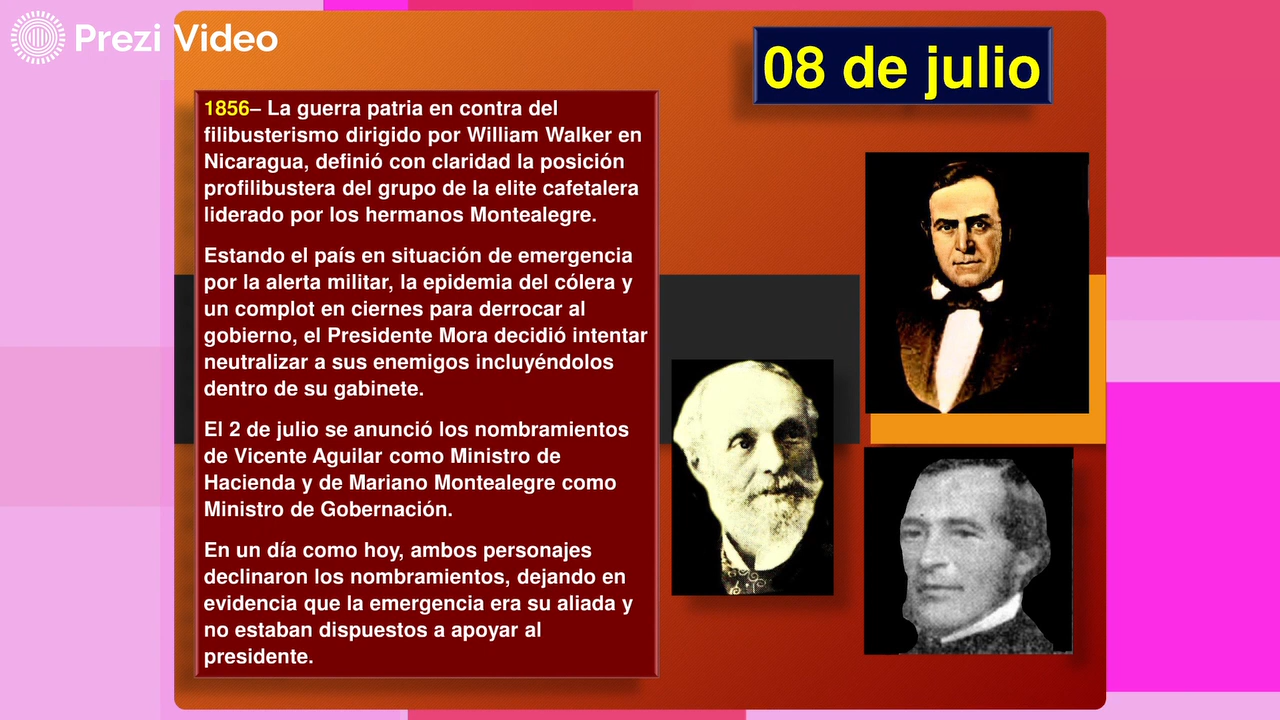 Prezi Video
08 de julio
1856– La guerra patria en contra del
filibusterismo dirigido por William Walker en
Nicaragua, definió con claridad la posición
profilibustera del grupo de la elite cafetalera
liderado por los hermanos Montealegre.
Estando el país en situación de emergencia
por la alerta militar, la epidemia del cólera y
un complot en ciernes para derrocar al
gobierno, el Presidente Mora decidió intentar
neutralizar a sus enemigos incluyéndolos
dentro de su gabinete.
El 2 de julio se anunció los nombramientos
de Vicente Aguilar como Ministro de
Hacienda y de Mariano Montealegre como
Ministro de Gobernación.
En un día como hoy, ambos personajes
declinaron los nombramientos, dejando en
evidencia que la emergencia era su aliada y
no estaban dispuestos a apoyar al
presidente.